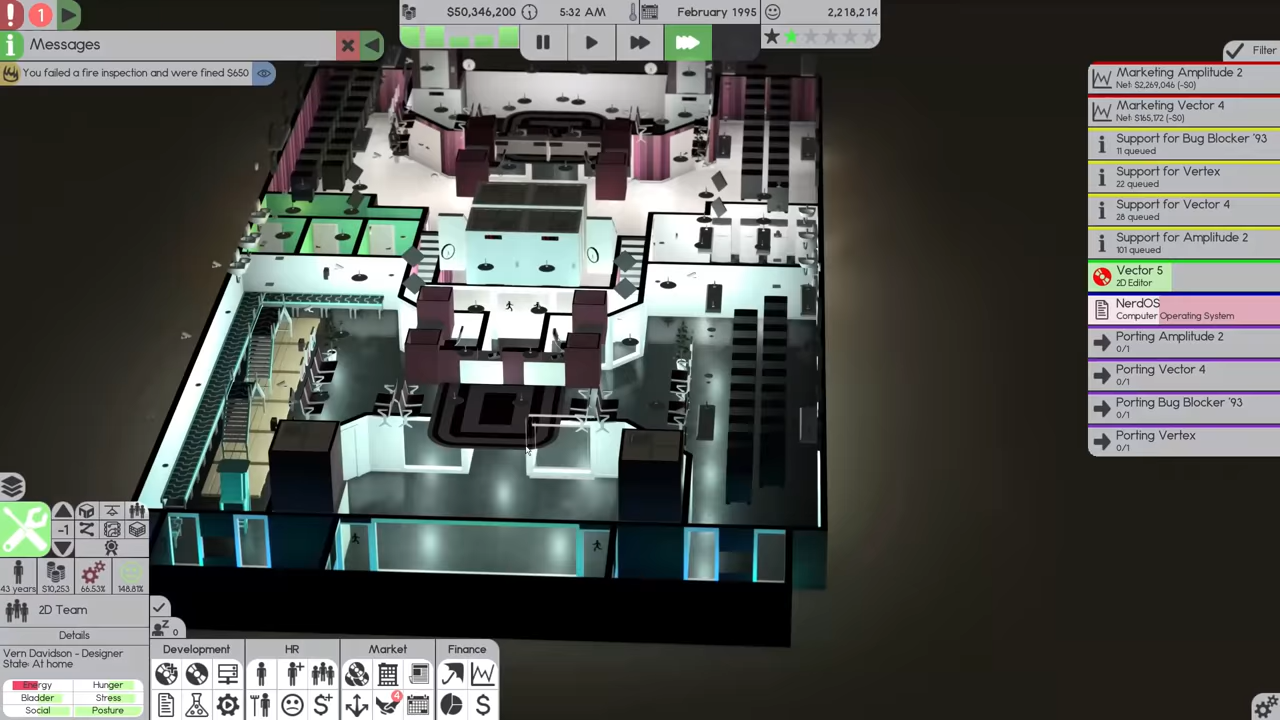 $50,346,200
5:32 AM
February 1995
2,218,214
1
Messages
You failed a fire inspection and were fined $650
Filter
Marketing Amplitude 2
Net: $2,269,046 (-$0)
Marketing Vector 4
Net: $165,172 (-$0)
Support for Bug Blocker '93
11 queued
Support for Vertex
22 queued
Support for Vector 4
28 queued
Support for Amplitude 2
101 queued
Vector 5
2D Editor
NerdOS
Computer Operating System
Porting Amplitude 2
0/1
Porting Vector 4
0/1
Porting Bug Blocker '93
0/1
Porting Vertex
0/1
-1
43 years
$10,253
66.53%
148.81%
2D Team
Details
Vern Davidson - Designer
State: At home
Energy
Hunger
Bladder
Stress
Social
Posture
Z 0
Development
HR
Market
Finance
4